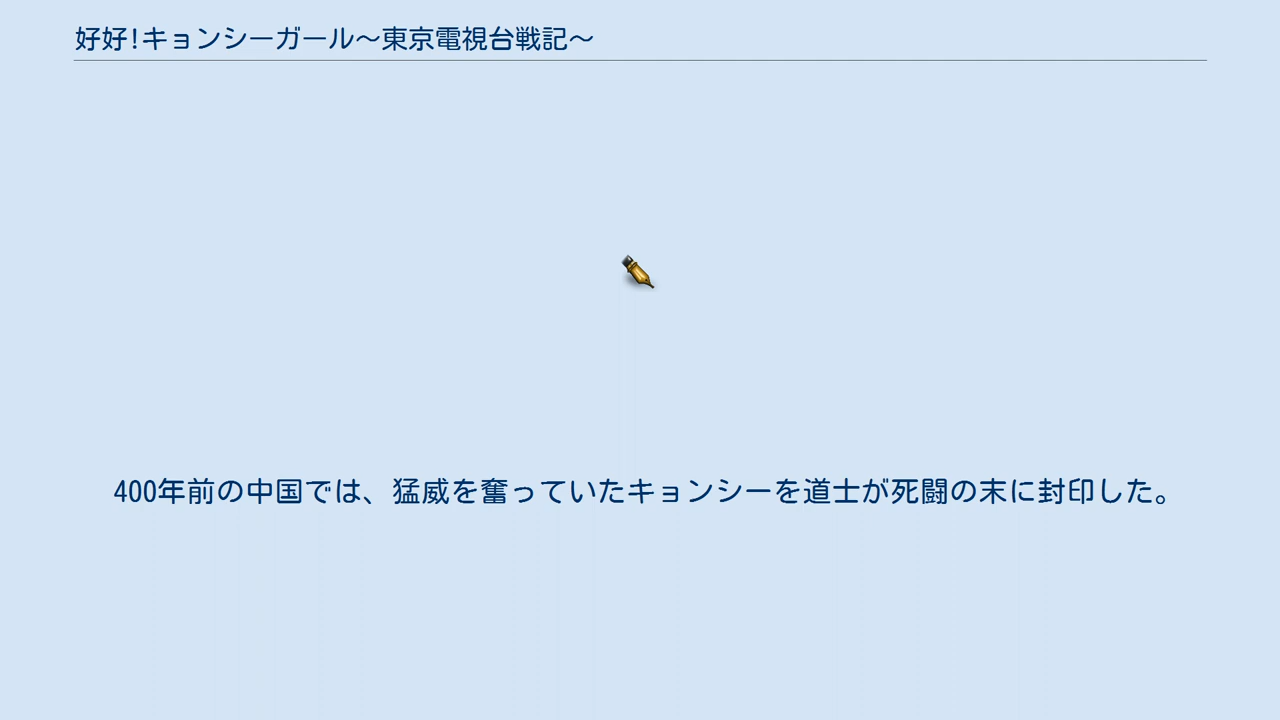 好好!キョンシーガール～東京電視台戦記～
400年前の中国では、猛威を奮っていたキョンシーを道士が死闘の末に封印した。